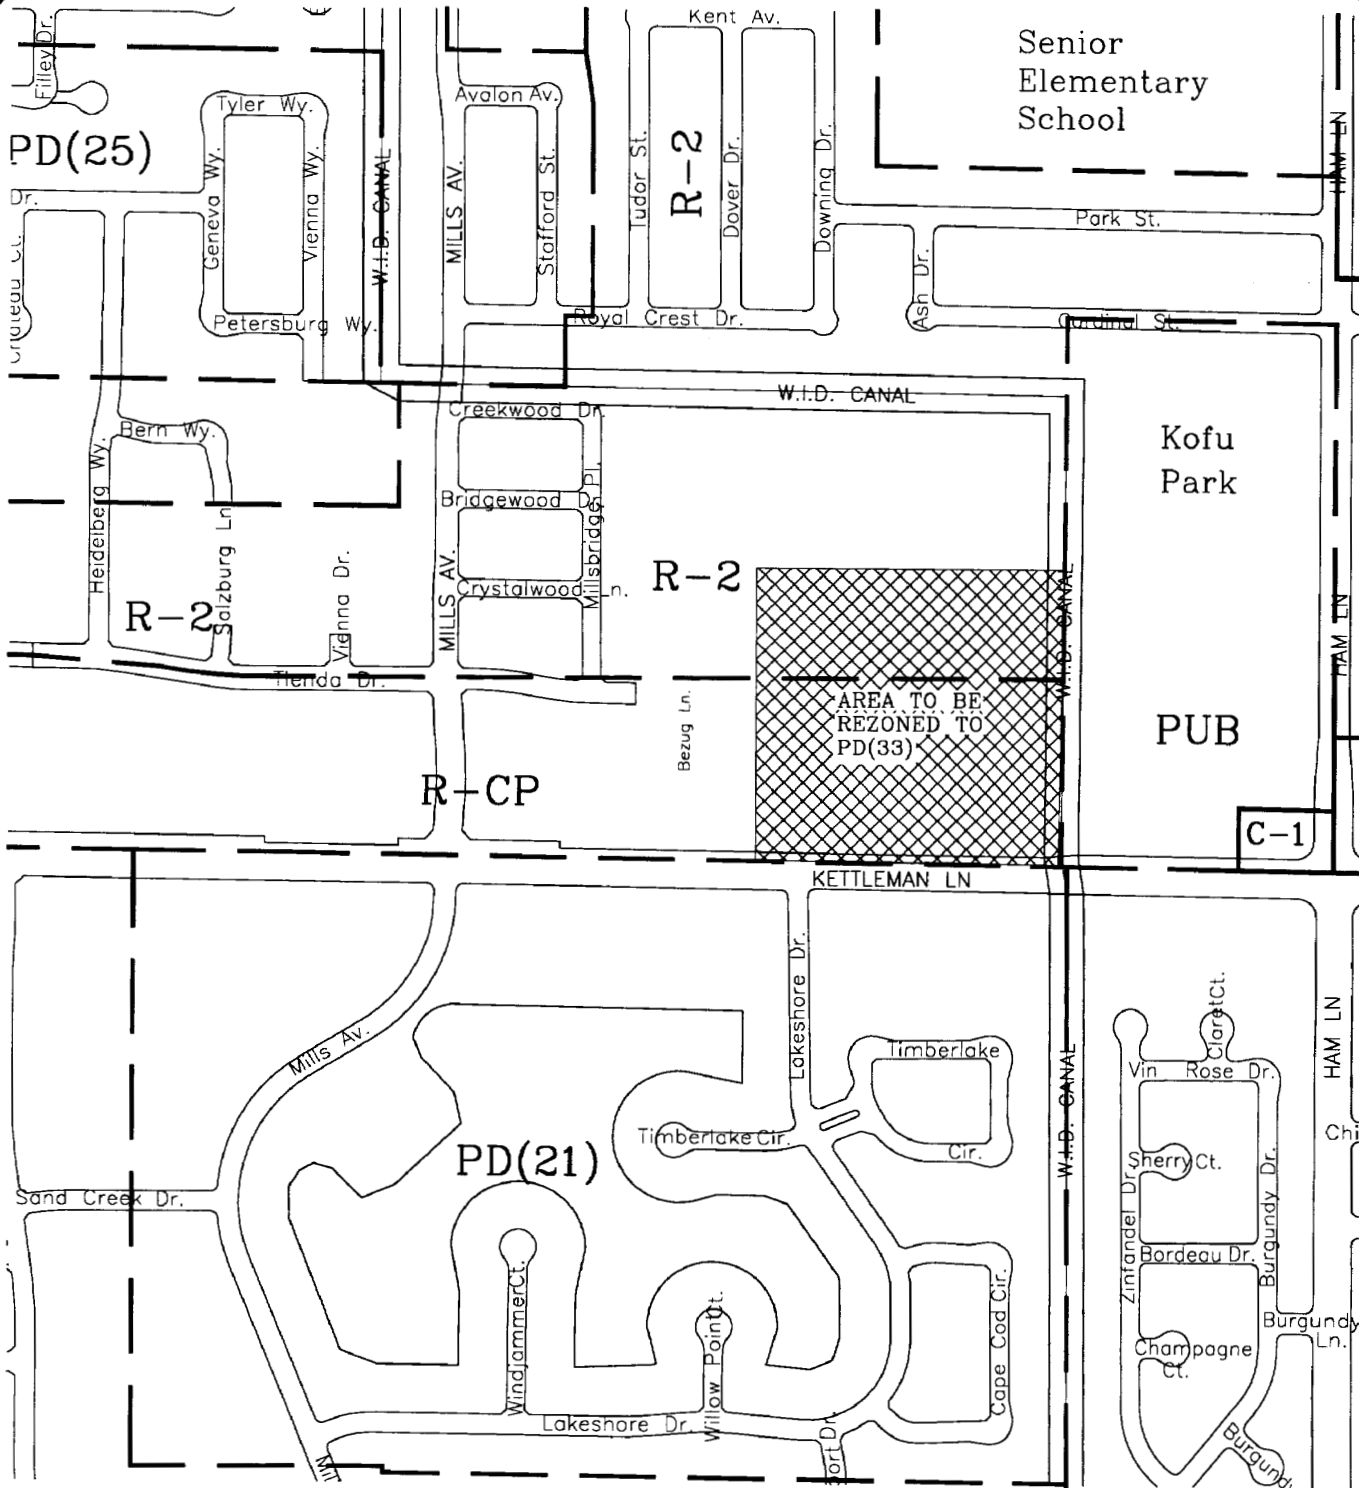 Kent Av.
Senior
Elementary
School
Filley Dr.
Tyler Wy.
Avalon Av.
PD(25)
Geneva Wy.
Vienna Wy.
W.I.D. CANAL
MILLS AV.
Stafford St.
Tudor St.
R-2
Dover Dr.
Downing Dr.
HAM LN
Dr.
Park St.
Ash Dr.
Petersburg Wy.
Royal Crest Dr.
Cardinal St.
W.I.D. CANAL
Creekwood Dr.
Bern Wy.
Kofu
Park
Heidelberg Wy.
Bridgewood Dr.
Millsbridge Pl.
Salzburg Ln
Vienna Dr.
MILLS AV.
Crystalwood Ln.
R-2
R-2
W.I.D. CANAL
HAM LN
Tienda Dr.
Bezug Ln.
AREA TO BE
REZONED TO
PD(33)
PUB
R-CP
C-1
KETTLEMAN LN
Lakeshore Dr.
Mills Av.
Timberlake
Cir.
Claret Ct.
Vin Rose Dr.
HAM LN
W.I.D. CANAL
Timberlake Cir.
PD(21)
Chi
Sherry Ct.
Sand Creek Dr.
Zinfandel Dr.
Burgundy Dr.
Bordeau Dr.
Windjammer Ct.
Willow Point Ct.
Cape Cod Cir.
Burgundy
Ln.
Champagne
Ct.
Lakeshore Dr.
ort Dr.
Mil
Burgundy